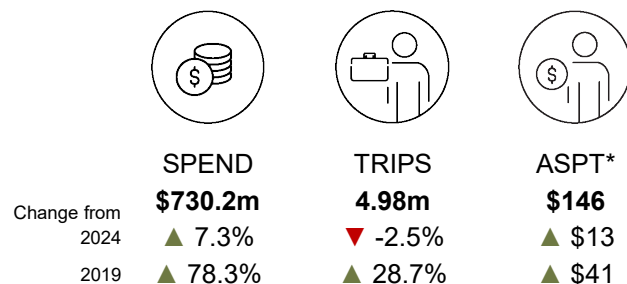 $
$
SPEND TRIPS ASPT*
$730.2m 4.98m $146
Change from
2024 ▲ 7.3% ▼ -2.5% ▲ $13
2019 ▲ 78.3% ▲ 28.7% ▲ $41